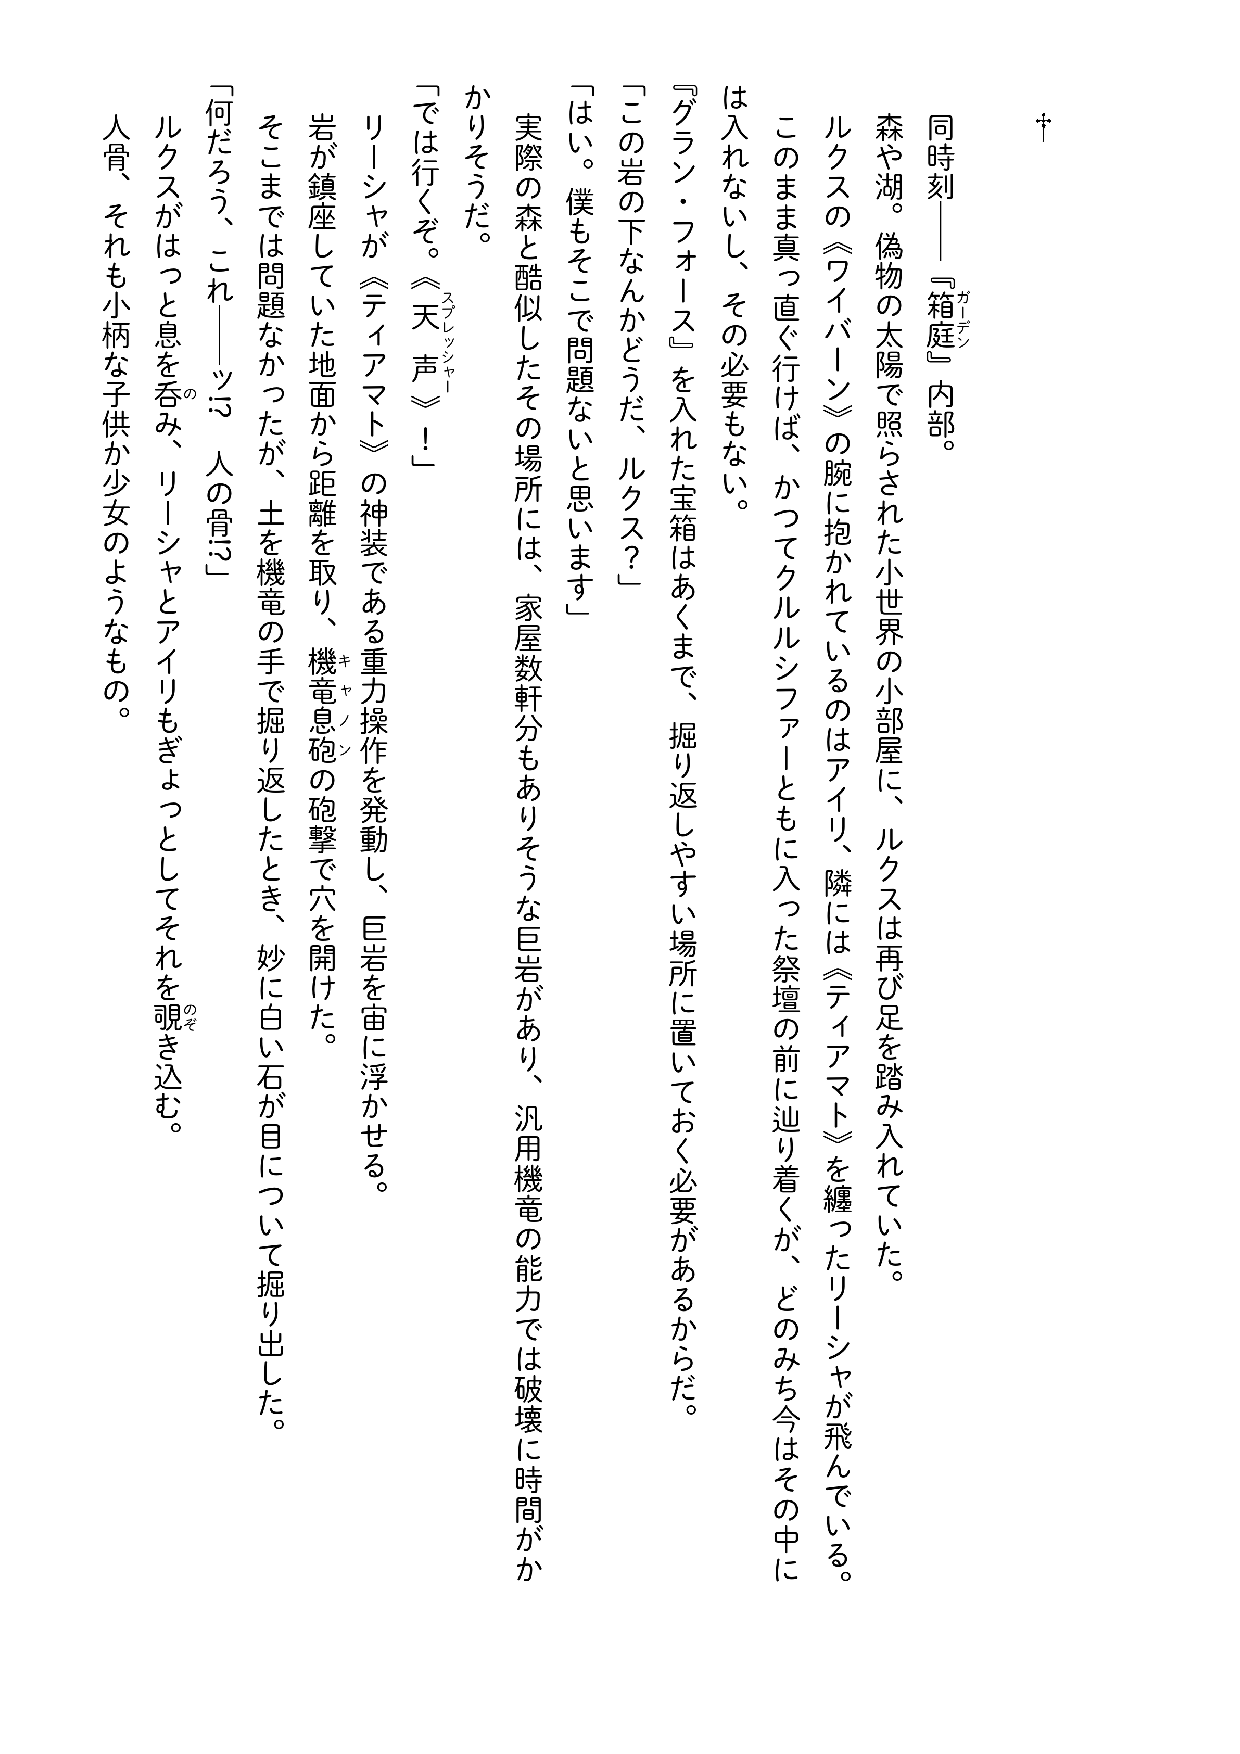 †
同時刻――『箱庭』内部。
森や湖。偽物の太陽で照らされた小世界の小部屋に、ルクスは再び足を踏み入れていた。
ルクスの《ワイバーン》の腕に抱かれているのはアイリ、隣には《ティアマト》を纏ったリーシャが飛んでいる。
このまま真っ直ぐ行けば、かつてクルルシファーともに入った祭壇の前に辿り着くが、どのみち今はその中に
は入れないし、その必要もない。
『グラン・フォース』を入れた宝箱はあくまで、掘り返しやすい場所に置いておく必要があるからだ。
「この岩の下なんかどうだ、ルクス?」
「はい。僕もそこで問題ないと思います」
実際の森と酷似したその場所には、家屋数軒分もありそうな巨岩があり、汎用機竜の能力では破壊に時間がか
かりそうだ。
「では行くぞ。《天声》!」
リーシャが《ティアマト》の神装である重力操作を発動し、巨岩を宙に浮かせる。
岩が鎮座していた地面から距離を取り、機竜息砲の砲撃で穴を開けた。
そこまでは問題なかったが、土を機竜の手で掘り返したとき、妙に白い石が目について掘り出した。
「何だろう、これ――ッ!? 人の骨!?」
ルクスがはっと息を呑み、リーシャとアイリもぎょっとしてそれを覗き込む。
人骨、それも小柄な子供か少女のようなもの。
ガーデン
スプレッシャー
キャノン
の
のぞ